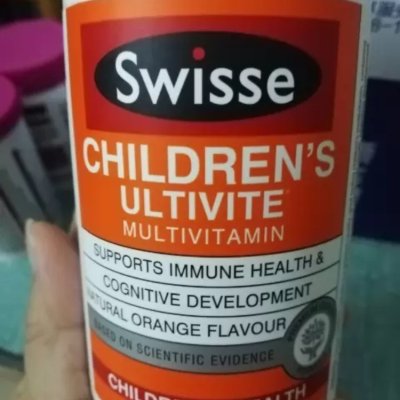 Swisse
CHILDREN'S
ULTIVITE
MULTIVITAMIN
SUPPORTS IMMUNE HEALTH &
COGNITIVE DEVELOPMENT
NATURAL ORANGE FLAVOUR
BASED ON SCIENTIFIC EVIDENCE